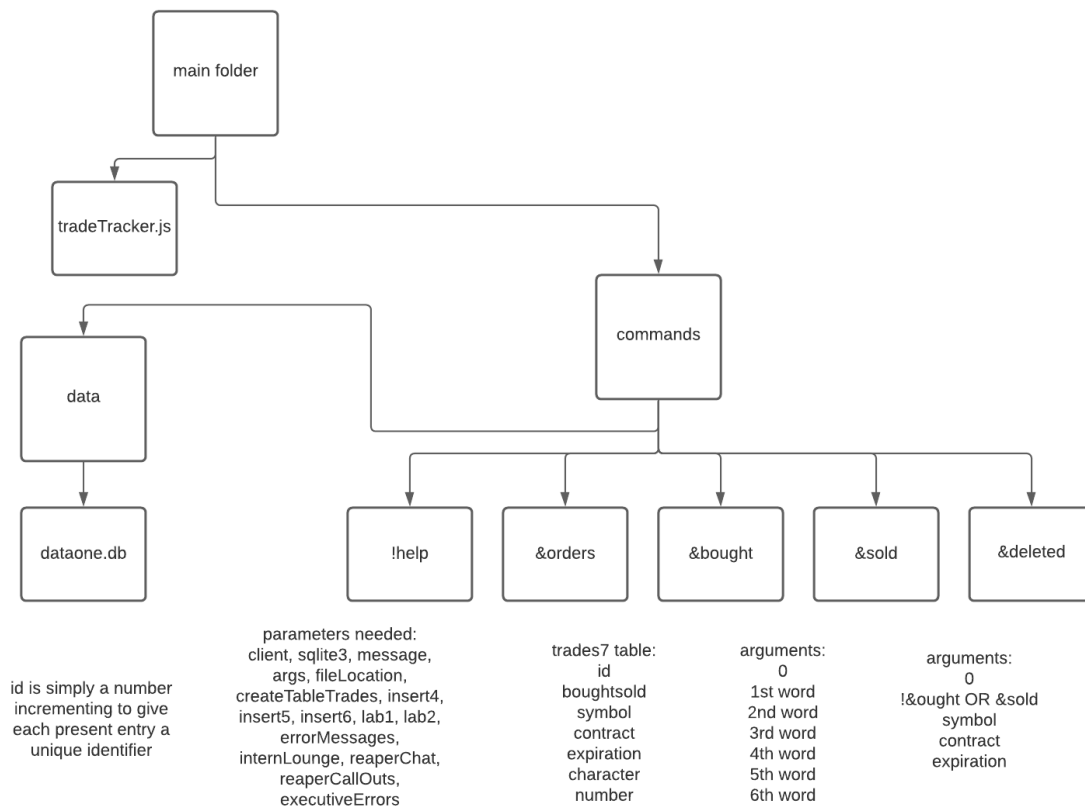 main folder
tradeTracker.js
commands
data
dataone.db
!help
&orders
&bought
&sold
&deleted
id is simply a number
incrementing to give
each present entry a
unique identifier
parameters needed:
client, sqlite3, message,
args, fileLocation,
createTableTrades, insert4,
insert5, insert6, lab1, lab2,
errorMessages,
internLounge, reaperChat,
reaperCallOuts,
executiveErrors
trades7 table:
id
boughtsold
symbol
contract
expiration
character
number
arguments:
0
1st word
2nd word
3rd word
4th word
5th word
6th word
arguments:
0
!&ought OR &sold
symbol
contract
expiration